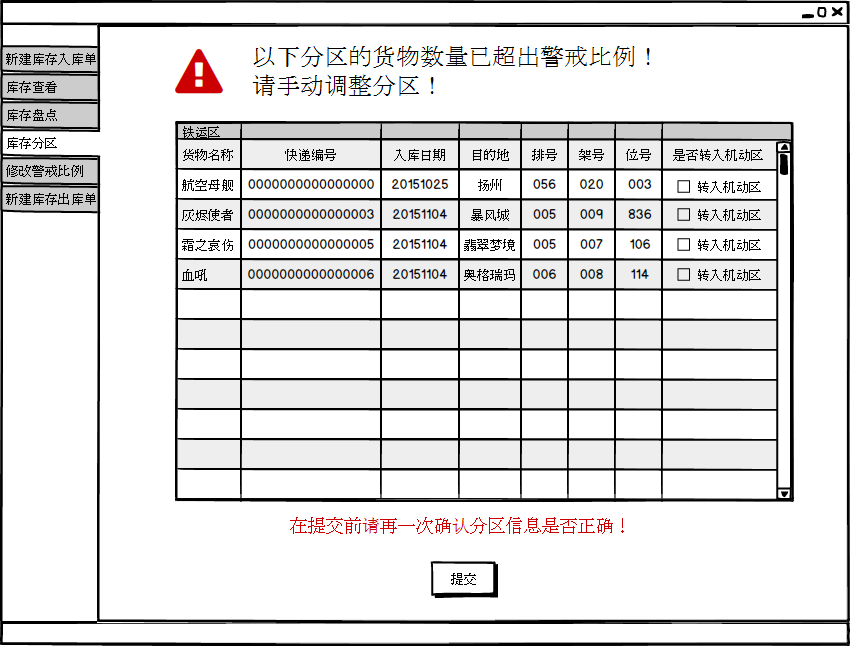 以下分区的货物数量已超出警戒比例！
请手动调整分区！
新建库存入库单
库存查看
库存盘点
库存分区
修改警戒比例
新建库存出库单
铁运区
货物名称 快递编号 入库日期 目的地 排号 架号 位号 是否转入机动区
航空母舰 0000000000000000 20151025 扬州 056 020 003 转入机动区
灰烬使者 0000000000000003 20151104 暴风城 005 009 836 转入机动区
霜之哀伤 0000000000000005 20151104 翡翠梦境 005 007 106 转入机动区
血吼 0000000000000006 20151104 奥格瑞玛 006 008 114 转入机动区
在提交前请再一次确认分区信息是否正确！
提交